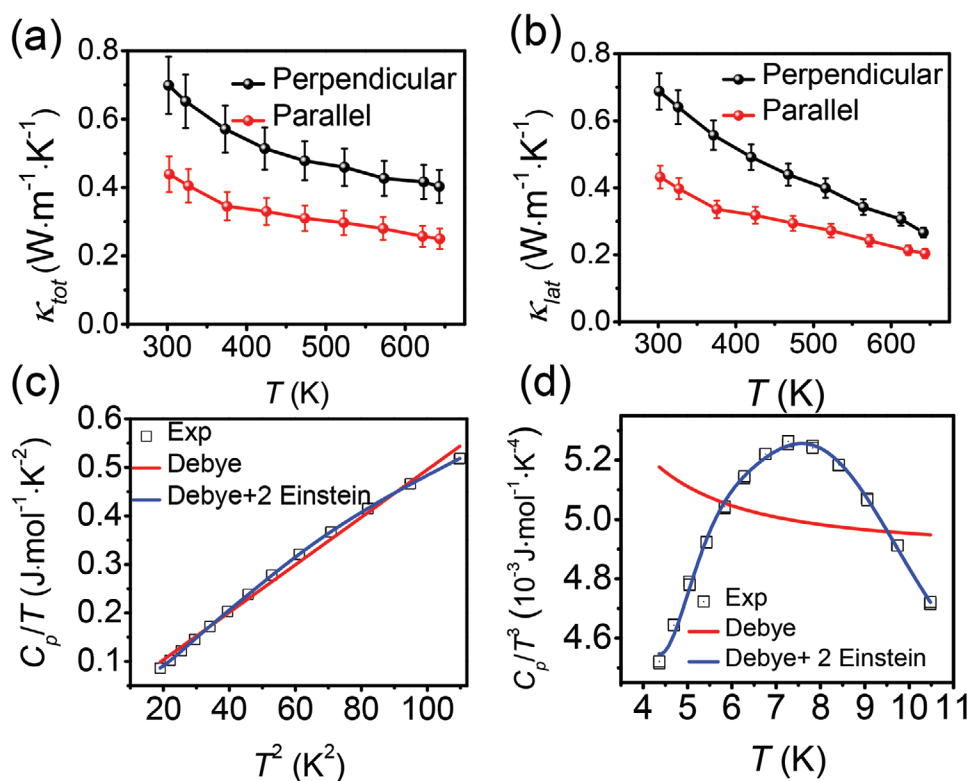 (a)
0.8
0.6
0.4
0.2
0.0
κtot (W·m⁻¹·K⁻¹)
Perpendicular
Parallel
300 400 500 600
T (K)
(b)
0.8
0.6
0.4
0.2
0.0
κlat (W·m⁻¹·K⁻¹)
Perpendicular
Parallel
300 400 500 600
T (K)
(c)
0.6
0.5
0.4
0.3
0.2
0.1
Cp/T (J·mol⁻¹·K⁻²)
Exp
Debye
Debye+2 Einstein
20 40 60 80 100
T² (K²)
(d)
5.2
5.0
4.8
4.6
Cp/T³ (10⁻³ J·mol⁻¹·K⁻⁴)
Exp
Debye
Debye+ 2 Einstein
4 5 6 7 8 9 10 11
T (K)